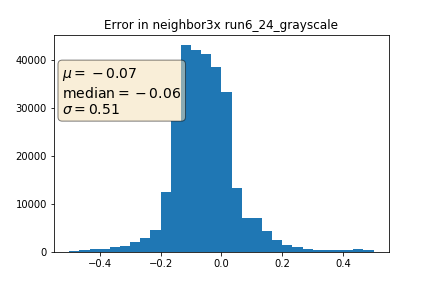 Error in neighbor3x run6_24_grayscale
40000
30000
20000
10000
0
μ = −0.07
median = −0.06
σ = 0.51
−0.4 −0.2 0.0 0.2 0.4